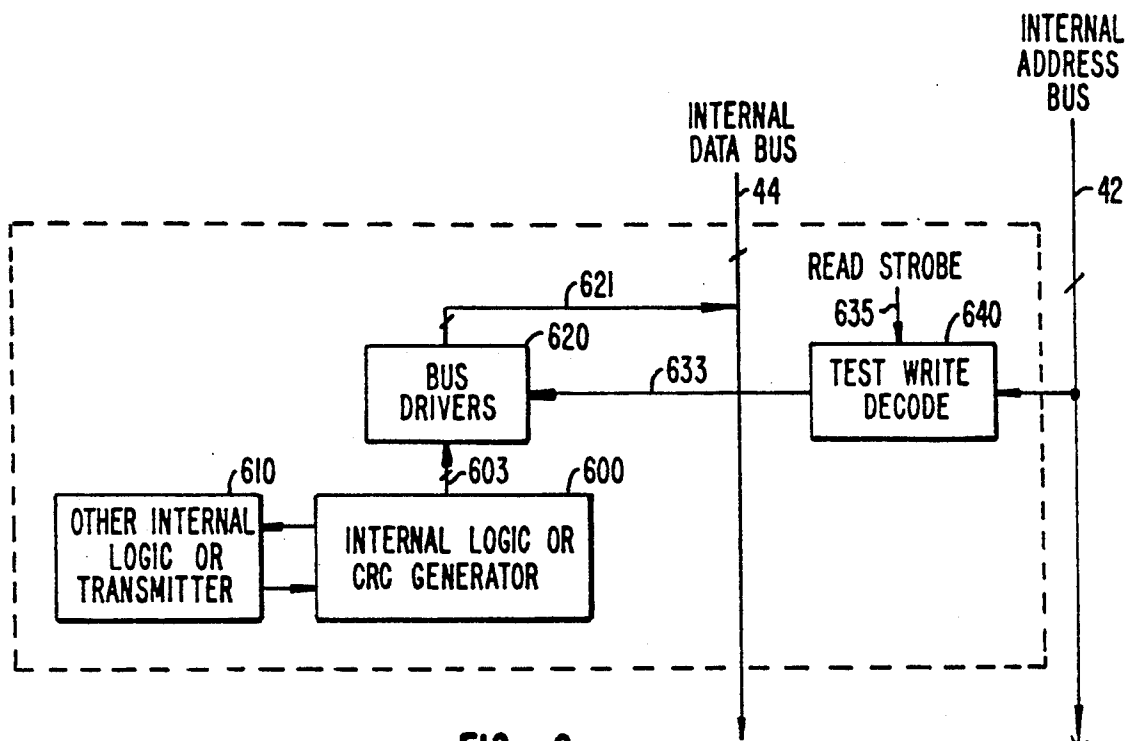 INTERNAL
ADDRESS
BUS
INTERNAL
DATA BUS
44
42
READ STROBE
621
635
640
620
BUS
DRIVERS
633
TEST WRITE
DECODE
603
600
610
OTHER INTERNAL
LOGIC OR
TRANSMITTER
INTERNAL LOGIC OR
CRC GENERATOR